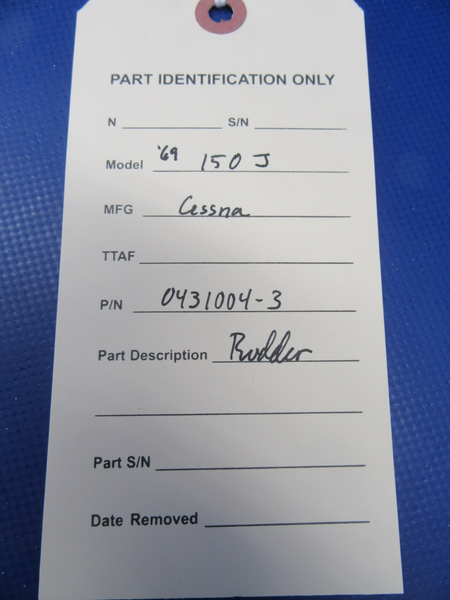 PART IDENTIFICATION ONLY
N S/N
Model '69 150 J
MFG Cessna
TTAF
P/N 0431004-3
Part Description Rudder
Part S/N
Date Removed